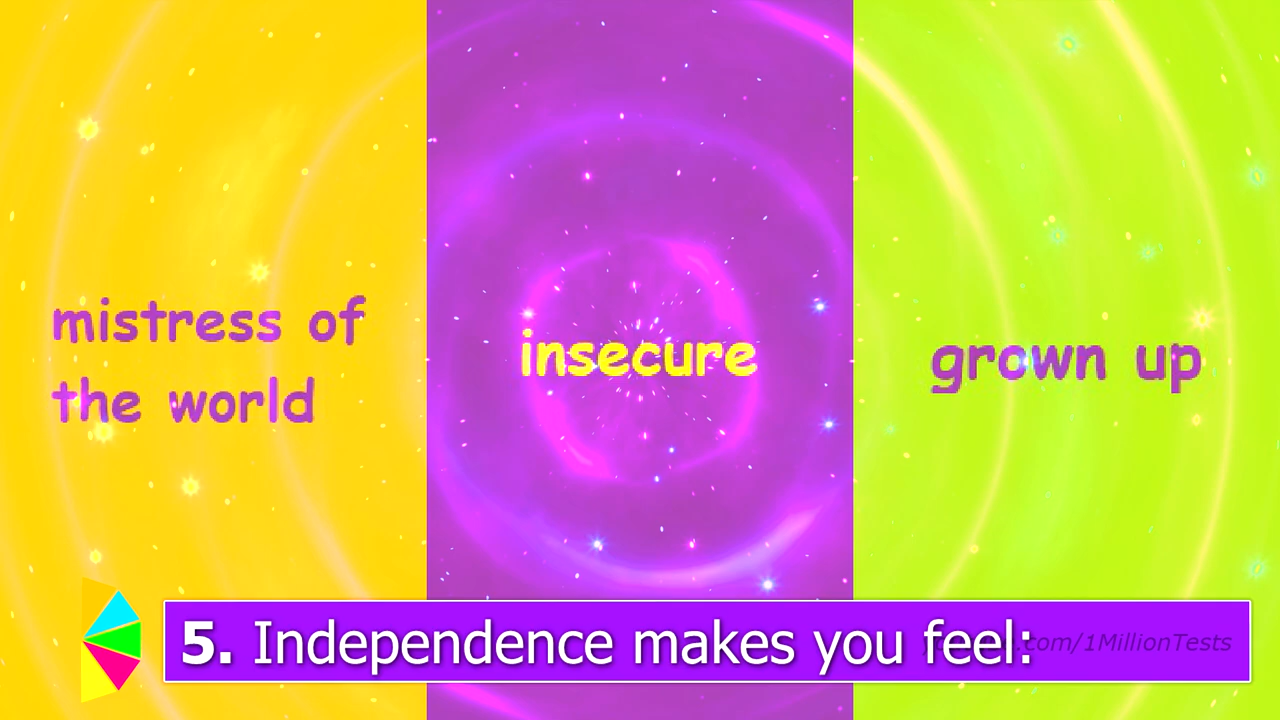 mistress of
the world
insecure
grown up
5. Independence makes you feel:
.com/1MillionTests